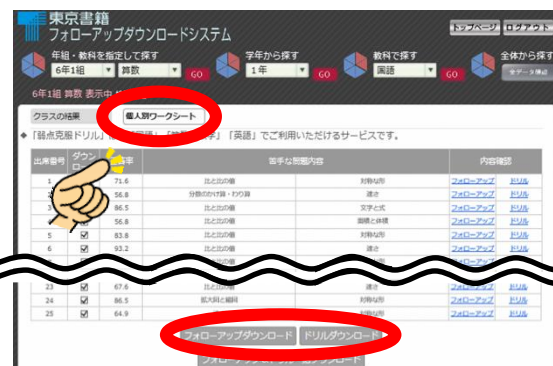 東京書籍
フォローアップダウンロードシステム
トップページ ログアウト
年組・教科を指定して探す 学年から探す 教科で探す 全体から探す
6年1組 算数 GO 1年 GO 国語 GO 全データ検索
6年1組 算数 表示中
クラスの結果 個人別ワークシート
「弱点克服ドリル」 「英語」でご利用いただけるサービスです。
出席番号 ダウンロード 率 苦手な問題内容 内容確認
1 71.6 比と比の値 対称な形 フォローアップ ドリル
56.8 分数のかけ算・わり算 速さ フォローアップ ドリル
86.5 比と比の値 文字と式 フォローアップ ドリル
56.8 比と比の値 面積と体積 フォローアップ ドリル
5 83.8 比と比の値 対称な形 フォローアップ ドリル
6 93.2 比と比の値 速さ フォローアップ ドリル
23 67.6 比と比の値 速さ フォローアップ ドリル
24 86.5 拡大図と縮図 対称な形 フォローアップ ドリル
25 64.9 対称な形 フォローアップ ドリル
フォローアップダウンロード ドリルダウンロード